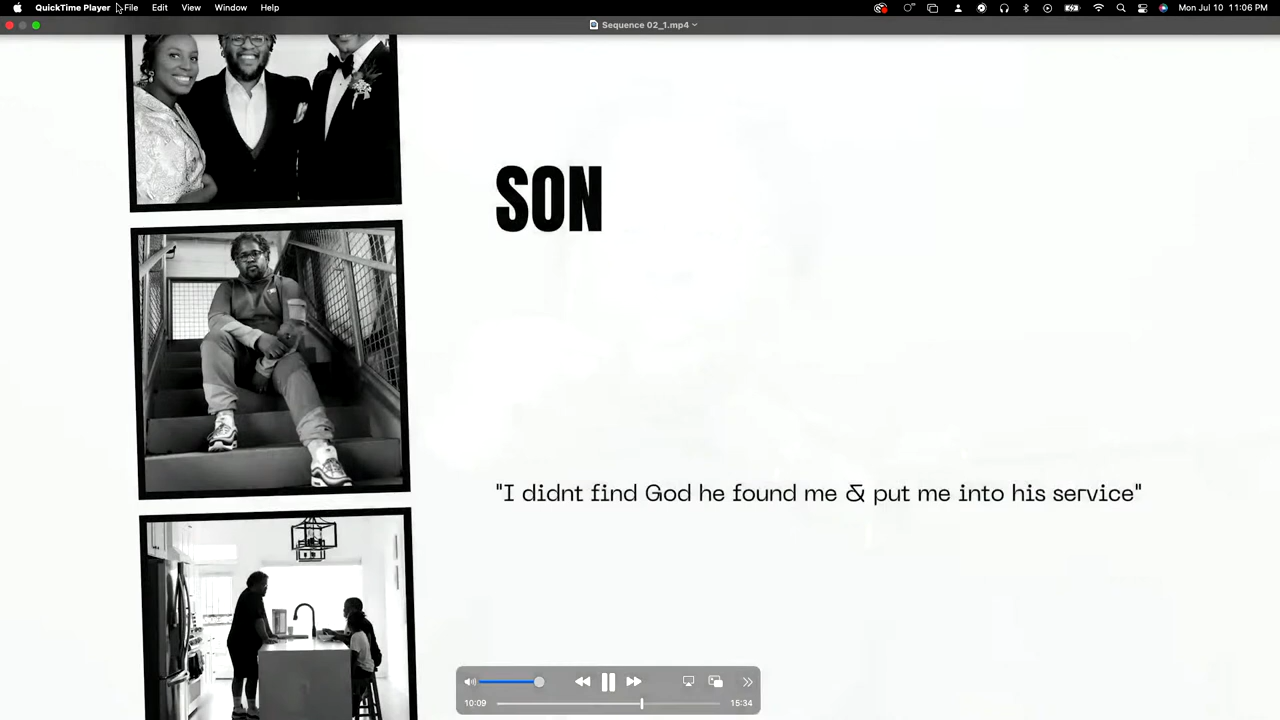 QuickTime Player File Edit View Window Help Mon Jul 10 11:06 PM
Sequence 02_1.mp4
SON
"I didnt find God he found me & put me into his service"
10:09 15:34